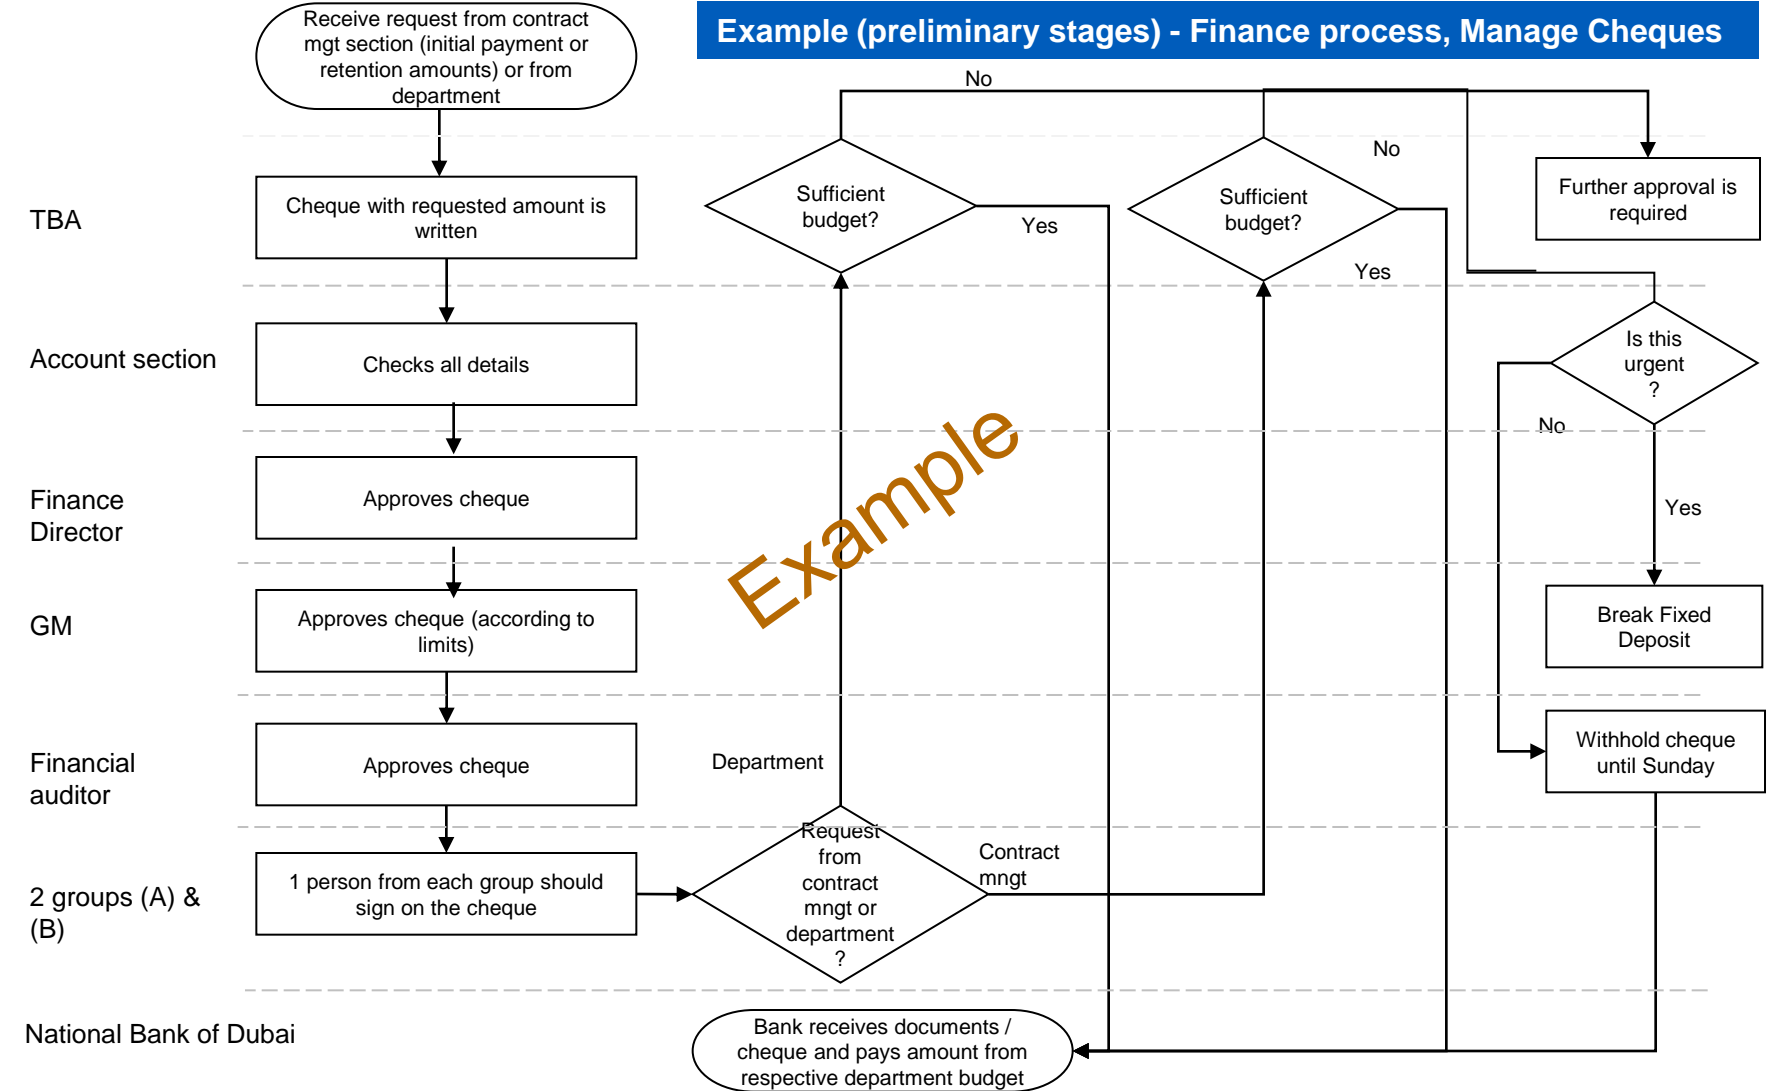 Receive request from contract
mgt section (initial payment or
retention amounts) or from
department
Example (preliminary stages) - Finance process, Manage Cheques
No
TBA
Cheque with requested amount is
written
Sufficient
budget?
Yes
Sufficient
budget?
No
Yes
Further approval is
required
Account section
Checks all details
Is this
urgent
?
No
Yes
Finance
Director
Approves cheque
Example
GM
Approves cheque (according to
limits)
Break Fixed
Deposit
Financial
auditor
Approves cheque
Department
Withhold cheque
until Sunday
2 groups (A) &
(B)
1 person from each group should
sign on the cheque
Request
from
contract
mngt or
department
?
Contract
mngt
National Bank of Dubai
Bank receives documents /
cheque and pays amount from
respective department budget